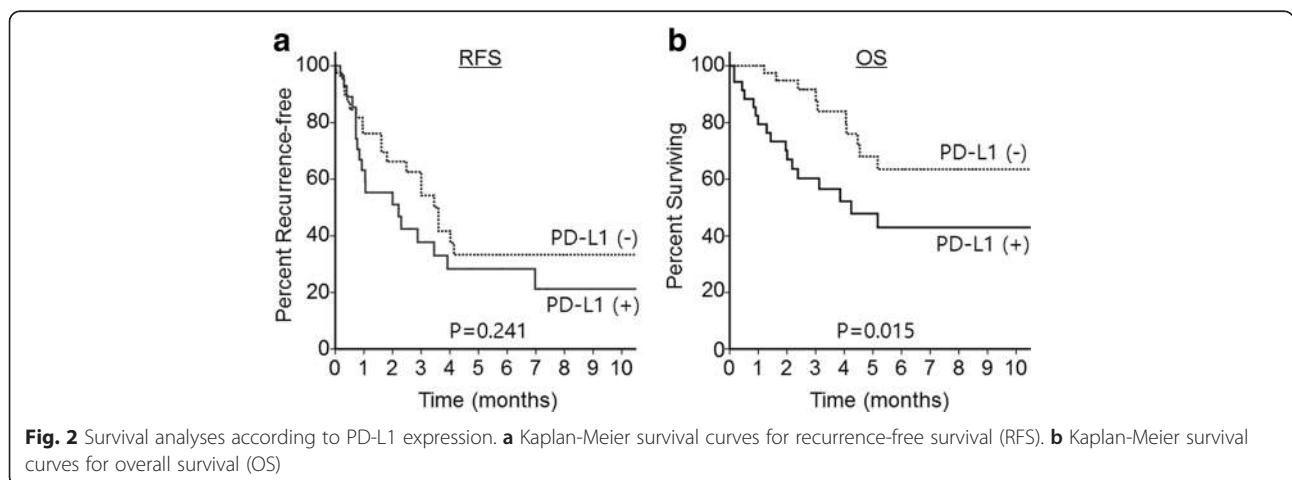 a
RFS
100
80
60
40
20
0
Percent Recurrence-free
PD-L1 (-)
PD-L1 (+)
P=0.241
0 1 2 3 4 5 6 7 8 9 10
Time (months)
b
OS
100
80
60
40
20
0
Percent Surviving
PD-L1 (-)
PD-L1 (+)
P=0.015
0 1 2 3 4 5 6 7 8 9 10
Time (months)
Fig. 2 Survival analyses according to PD-L1 expression. a Kaplan-Meier survival curves for recurrence-free survival (RFS). b Kaplan-Meier survival
curves for overall survival (OS)